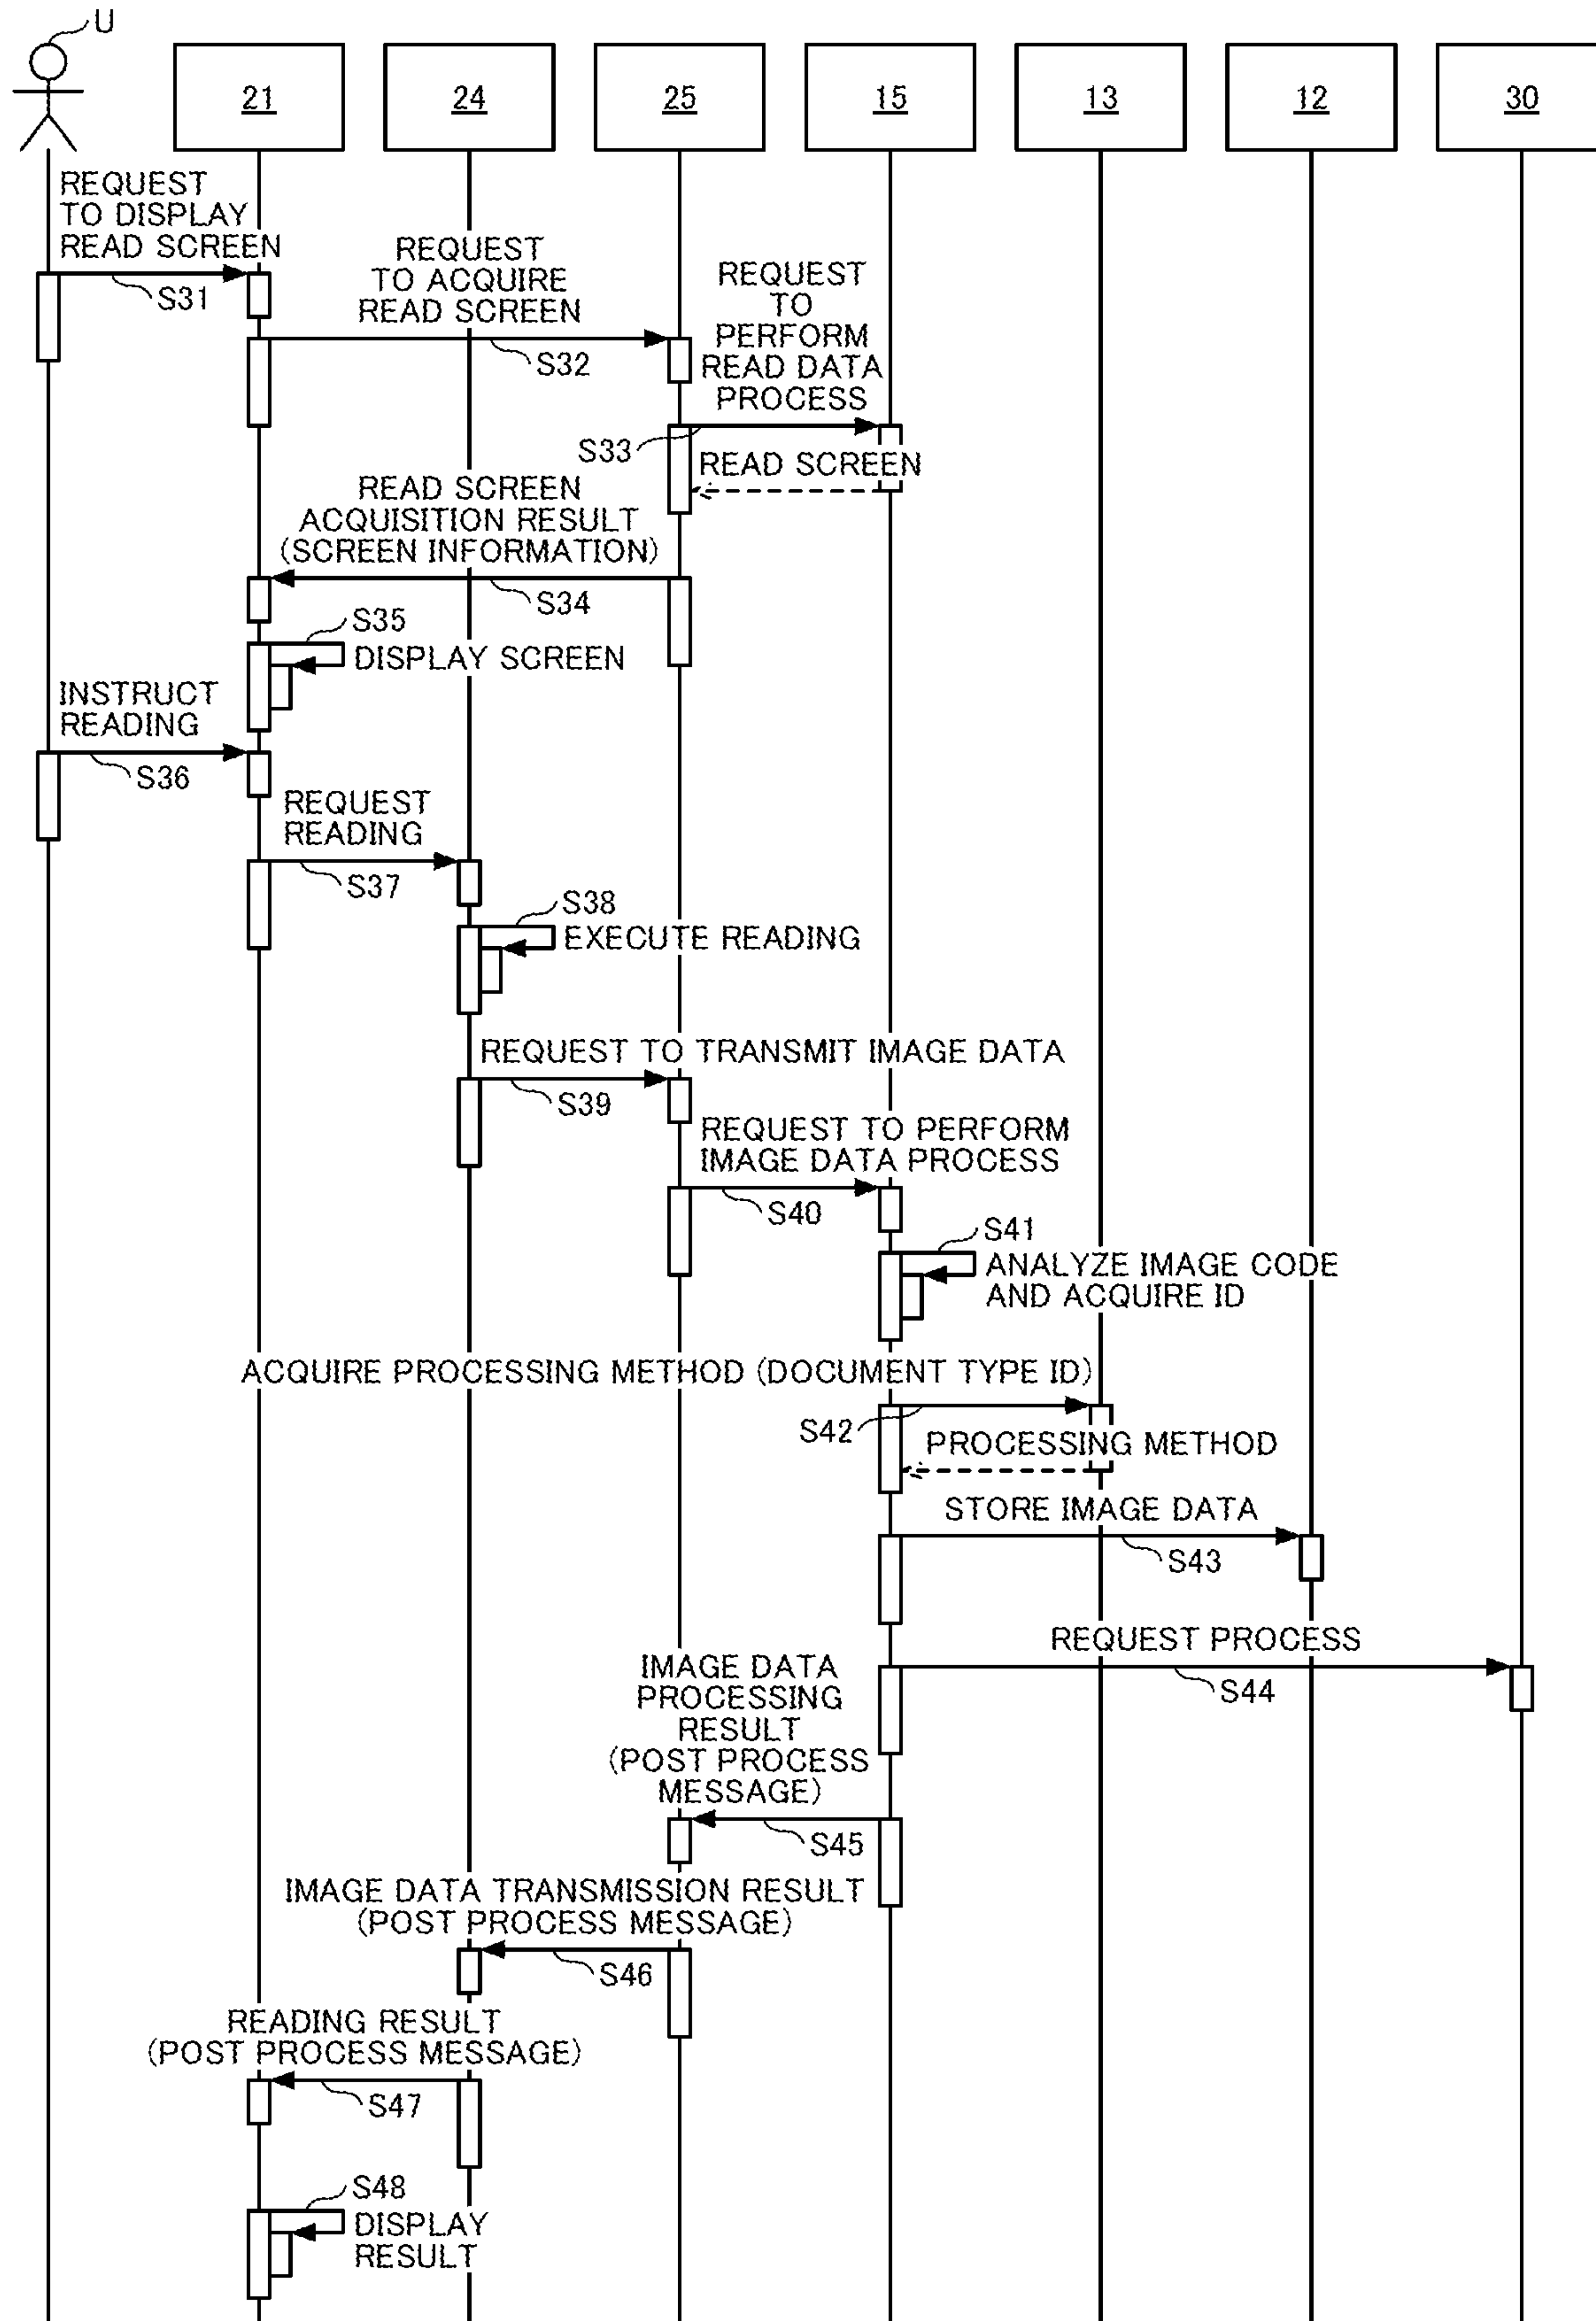 U
21
24
25
15
13
12
30
REQUEST
TO DISPLAY
READ SCREEN
S31
REQUEST
TO ACQUIRE
READ SCREEN
S32
REQUEST
TO
PERFORM
READ DATA
PROCESS
S33
READ SCREEN
READ SCREEN
ACQUISITION RESULT
(SCREEN INFORMATION)
S34
S35
DISPLAY SCREEN
INSTRUCT
READING
S36
REQUEST
READING
S37
S38
EXECUTE READING
REQUEST TO TRANSMIT IMAGE DATA
S39
REQUEST TO PERFORM
IMAGE DATA PROCESS
S40
S41
ANALYZE IMAGE CODE
AND ACQUIRE ID
ACQUIRE PROCESSING METHOD (DOCUMENT TYPE ID)
S42
PROCESSING METHOD
STORE IMAGE DATA
S43
REQUEST PROCESS
S44
IMAGE DATA
PROCESSING
RESULT
(POST PROCESS
MESSAGE)
S45
IMAGE DATA TRANSMISSION RESULT
(POST PROCESS MESSAGE)
S46
READING RESULT
(POST PROCESS MESSAGE)
S47
S48
DISPLAY
RESULT